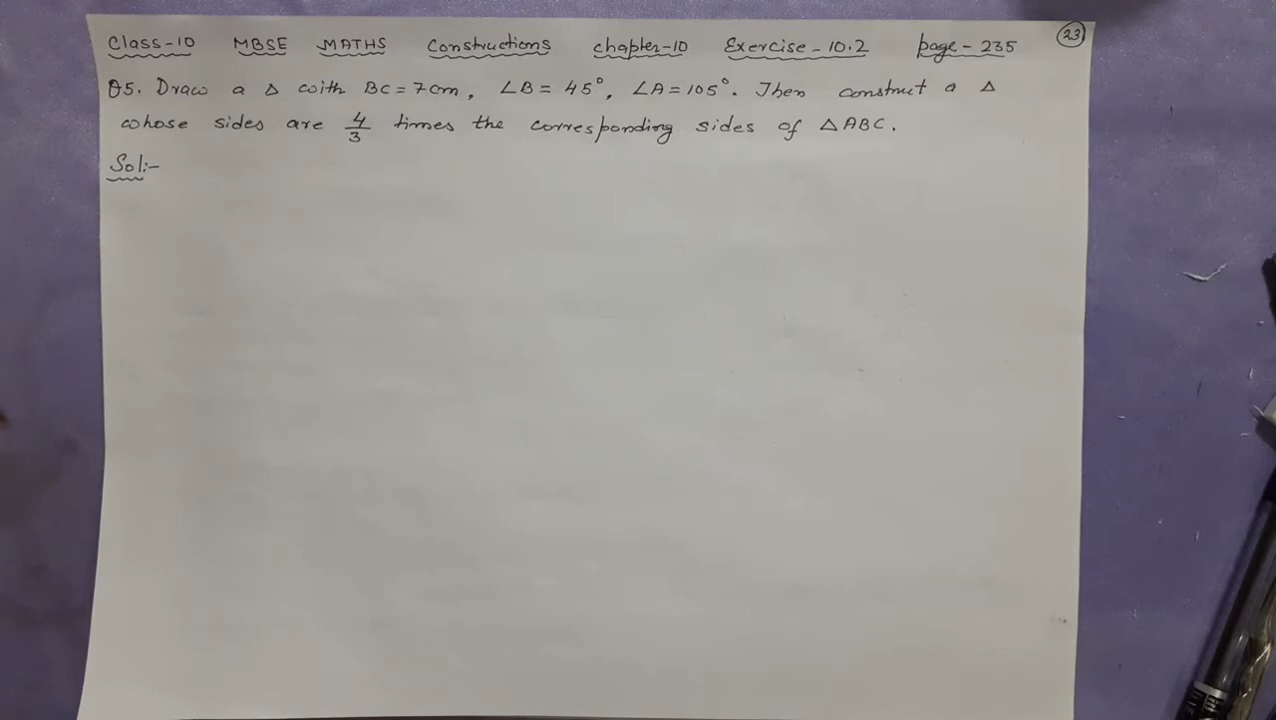 Class-10 MBSE MATHS Constructions chapter-10 Exercise-10.2 page-235 23
Q5. Draw a Δ with BC = 7cm, ∠B = 45°, ∠A = 105°. Then construct a Δ
whose sides are 4/3 times the corresponding sides of ΔABC.
Sol:-